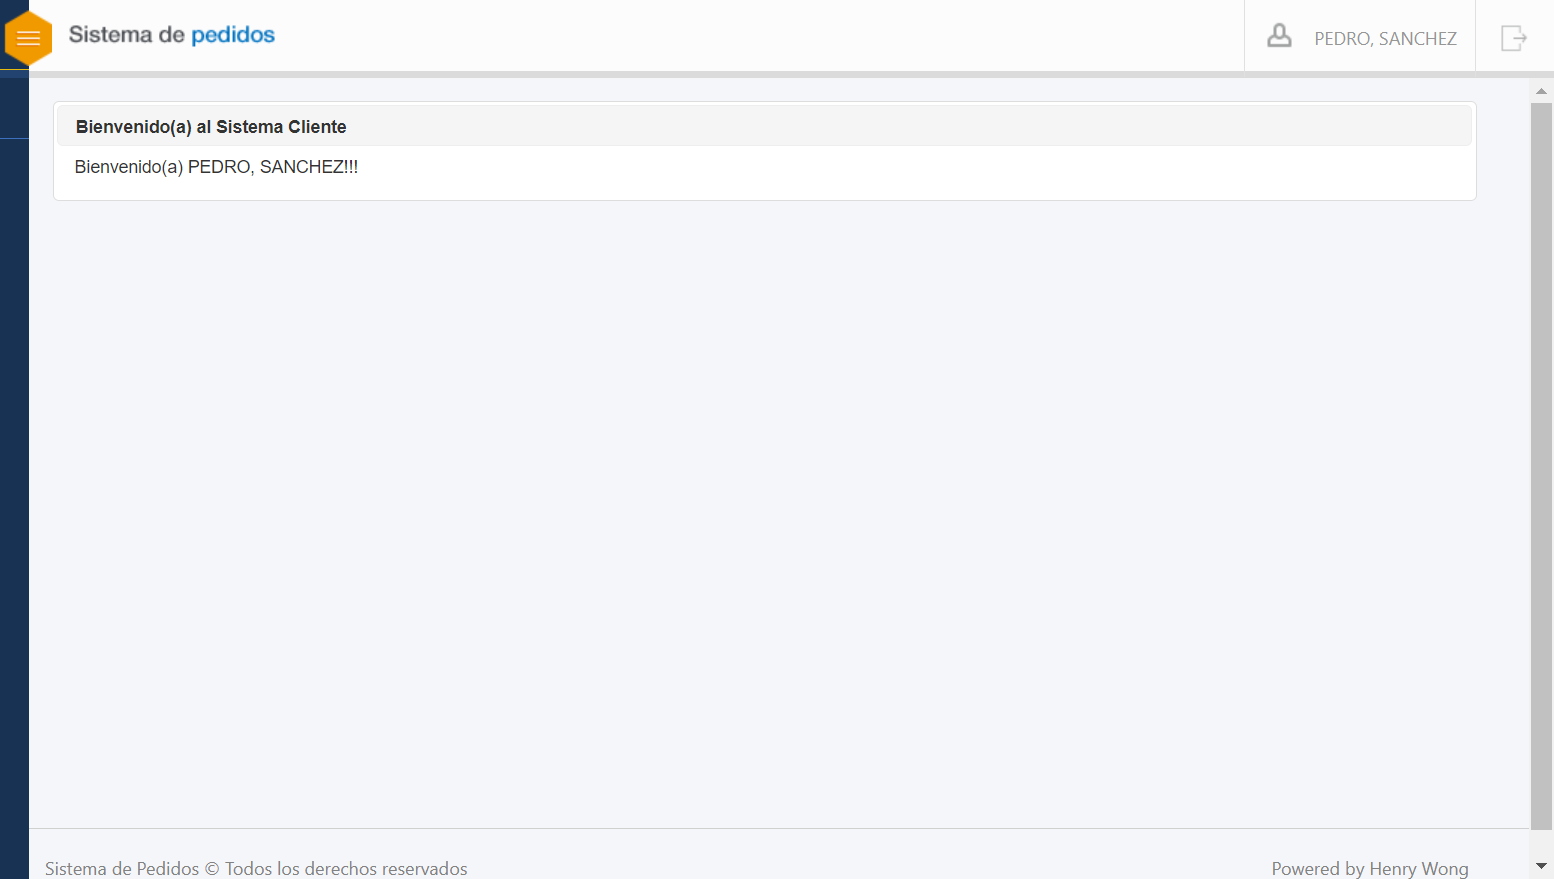 Sistema de pedidos
PEDRO, SANCHEZ
Bienvenido(a) al Sistema Cliente
Bienvenido(a) PEDRO, SANCHEZ!!!
Sistema de Pedidos © Todos los derechos reservados
Powered by Henry Wong